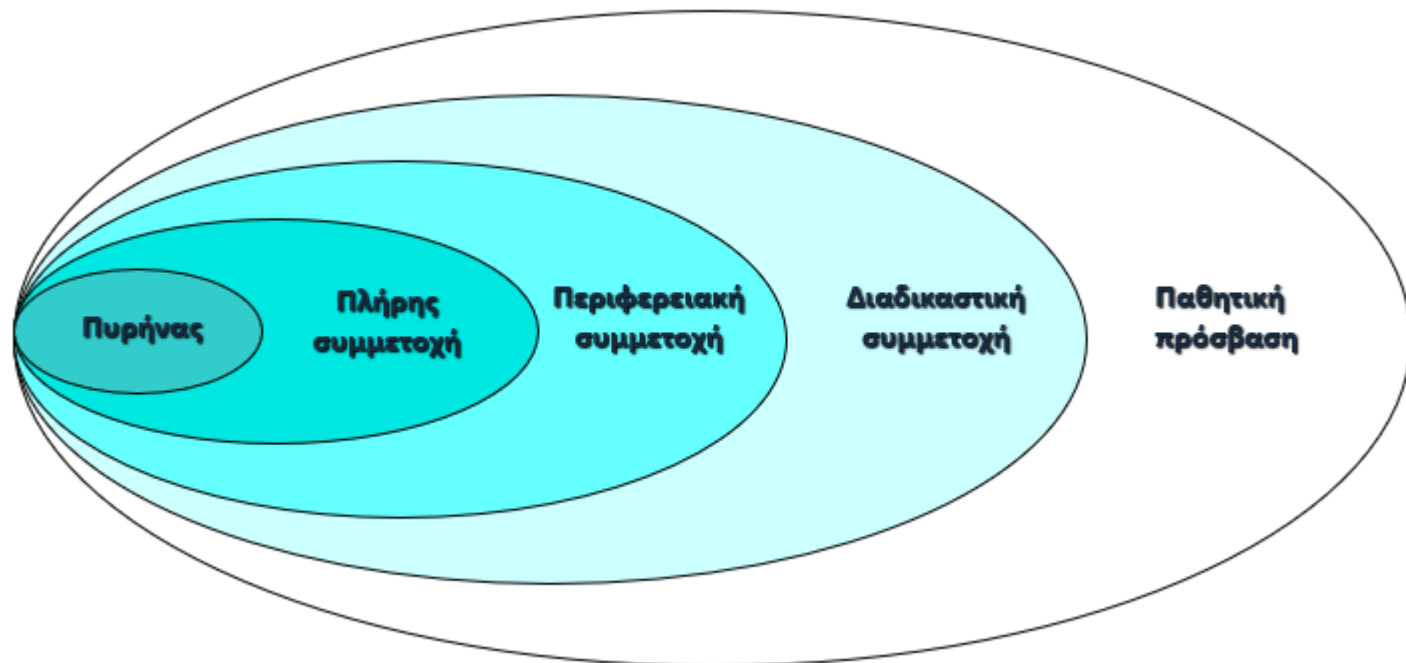 Πυρήνας
Πλήρης
συμμετοχή
Περιφερειακή
συμμετοχή
Διαδικαστική
συμμετοχή
Παθητική
πρόσβαση